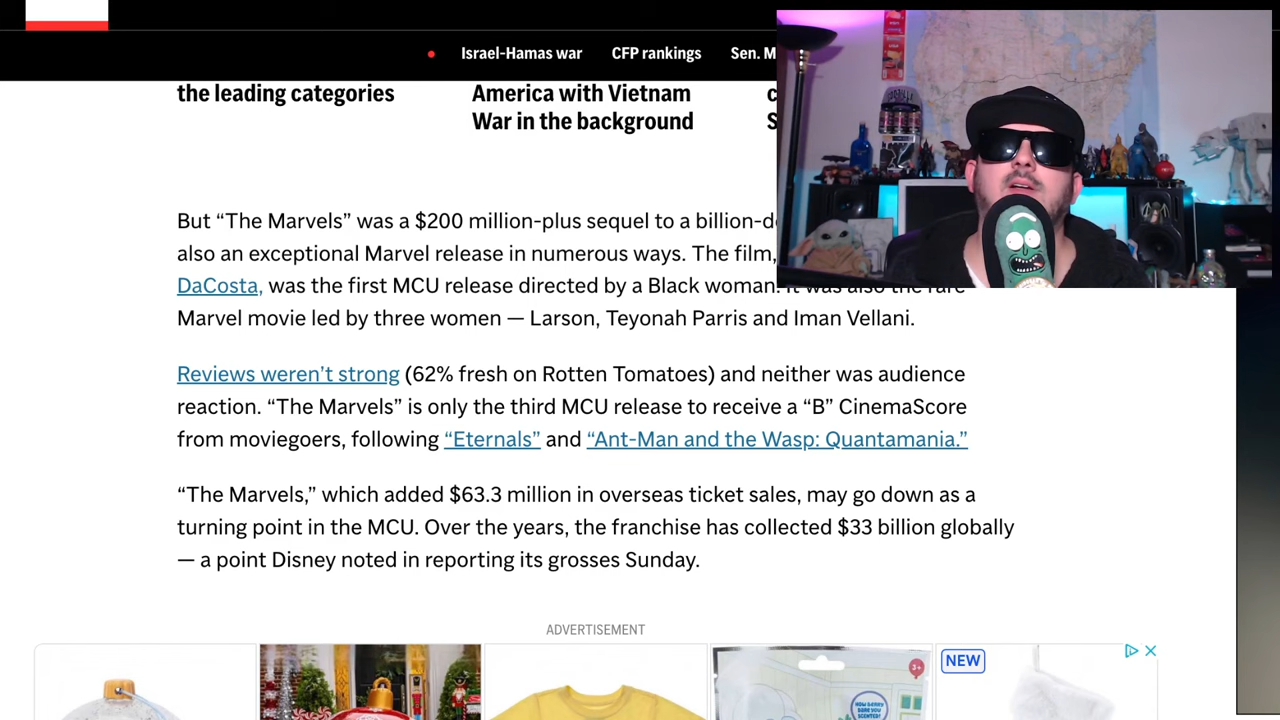 Israel-Hamas war CFP rankings Sen. M
the leading categories
America with Vietnam
War in the background
c
S
But “The Marvels” was a $200 million-plus sequel to a billion-d
also an exceptional Marvel release in numerous ways. The film,
DaCosta, was the first MCU release directed by a Black woman. It was also the rare
Marvel movie led by three women — Larson, Teyonah Parris and Iman Vellani.
Reviews weren’t strong (62% fresh on Rotten Tomatoes) and neither was audience
reaction. “The Marvels” is only the third MCU release to receive a “B” CinemaScore
from moviegoers, following “Eternals” and “Ant-Man and the Wasp: Quantamania.”
“The Marvels,” which added $63.3 million in overseas ticket sales, may go down as a
turning point in the MCU. Over the years, the franchise has collected $33 billion globally
— a point Disney noted in reporting its grosses Sunday.
ADVERTISEMENT
3+
NEW